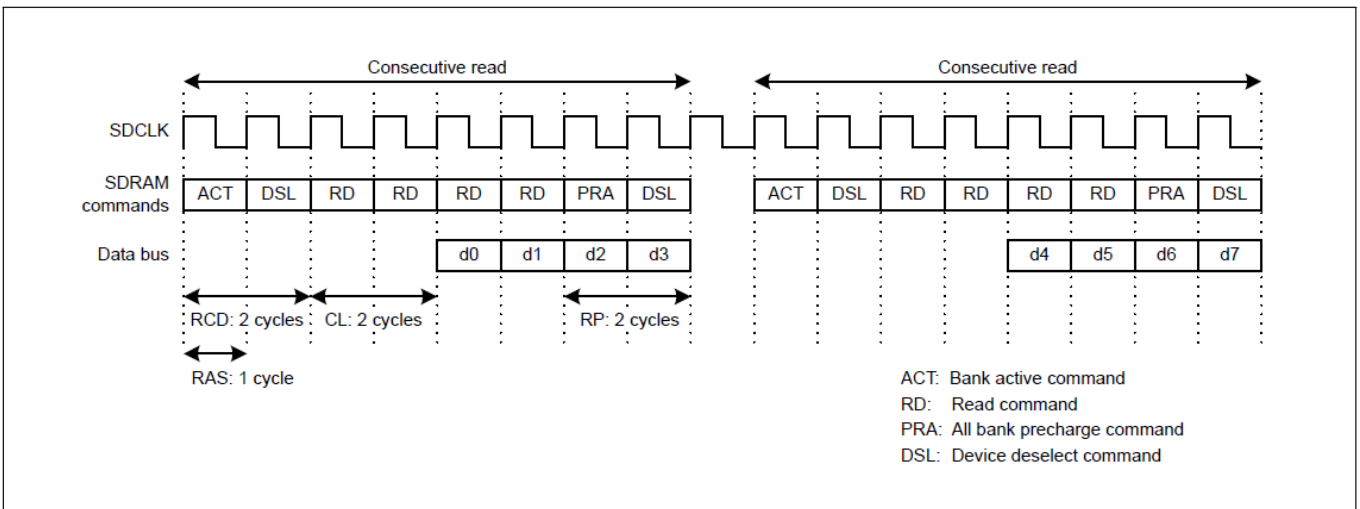 Consecutive read Consecutive read
SDCLK
SDRAM
commands
ACT DSL RD RD RD RD PRA DSL ACT DSL RD RD RD RD PRA DSL
Data bus d0 d1 d2 d3 d4 d5 d6 d7
RCD: 2 cycles CL: 2 cycles RP: 2 cycles
RAS: 1 cycle
ACT: Bank active command
RD: Read command
PRA: All bank precharge command
DSL: Device deselect command